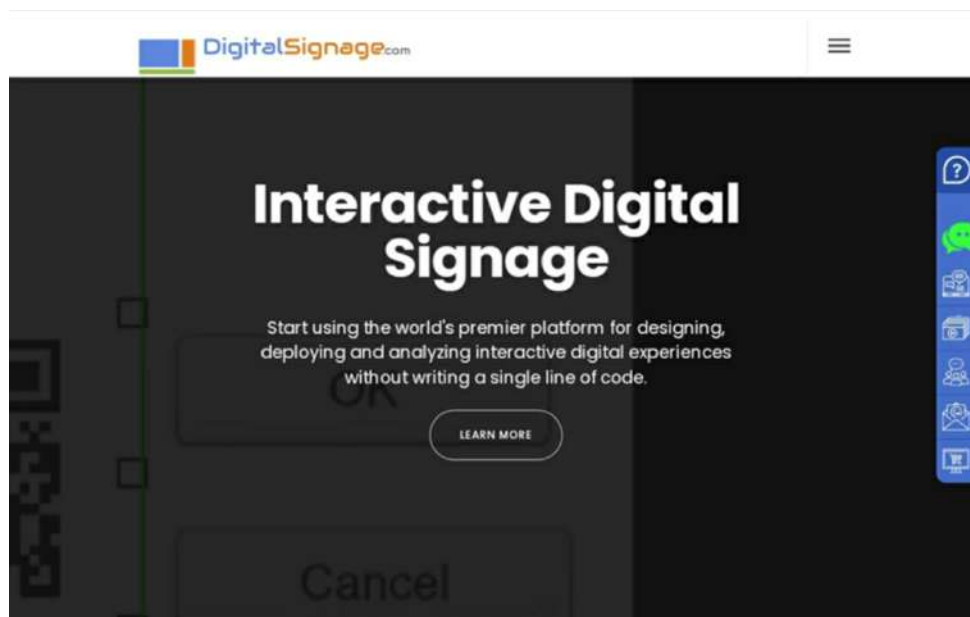 DigitalSignage.com
Interactive Digital
Signage
Start using the world's premier platform for designing,
deploying and analyzing interactive digital experiences
without writing a single line of code.
OK
LEARN MORE
Cancel